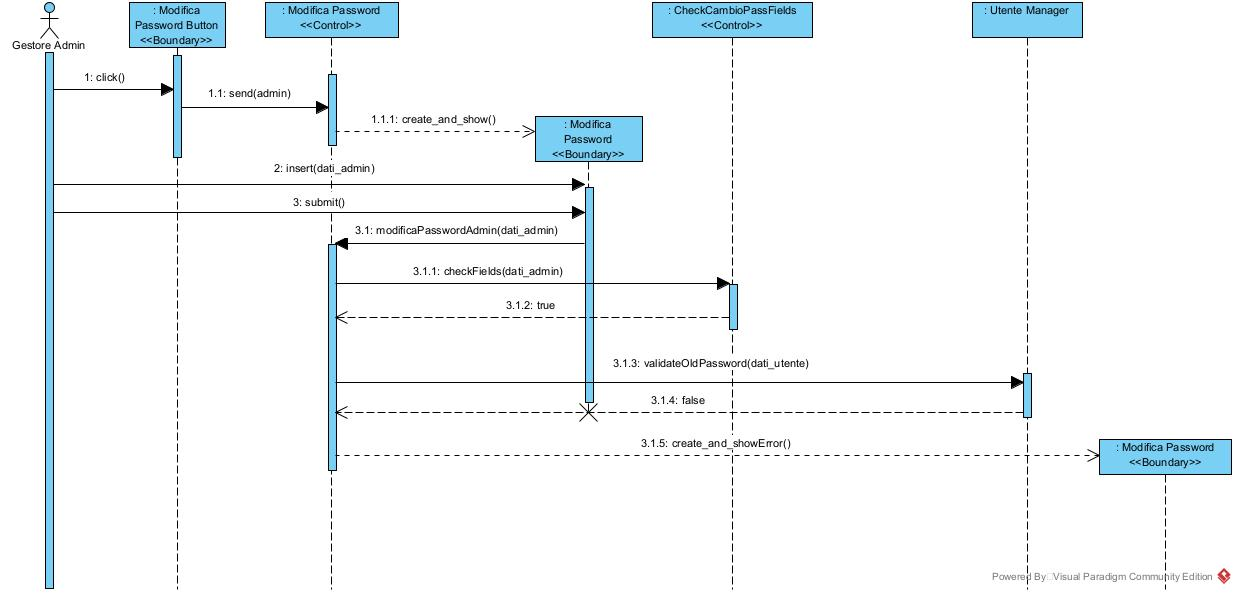 Gestore Admin
: Modifica
Password Button
<<Boundary>>
: Modifica Password
<<Control>>
: CheckCambioPassFields
<<Control>>
: Utente Manager
1: click()
1.1: send(admin)
1.1.1: create_and_show()
: Modifica
Password
<<Boundary>>
2: insert(dati_admin)
3: submit()
3.1: modificaPasswordAdmin(dati_admin)
3.1.1: checkFields(dati_admin)
3.1.2: true
3.1.3: validateOldPassword(dati_utente)
3.1.4: false
3.1.5: create_and_showError()
: Modifica Password
<<Boundary>>
Powered By Visual Paradigm Community Edition